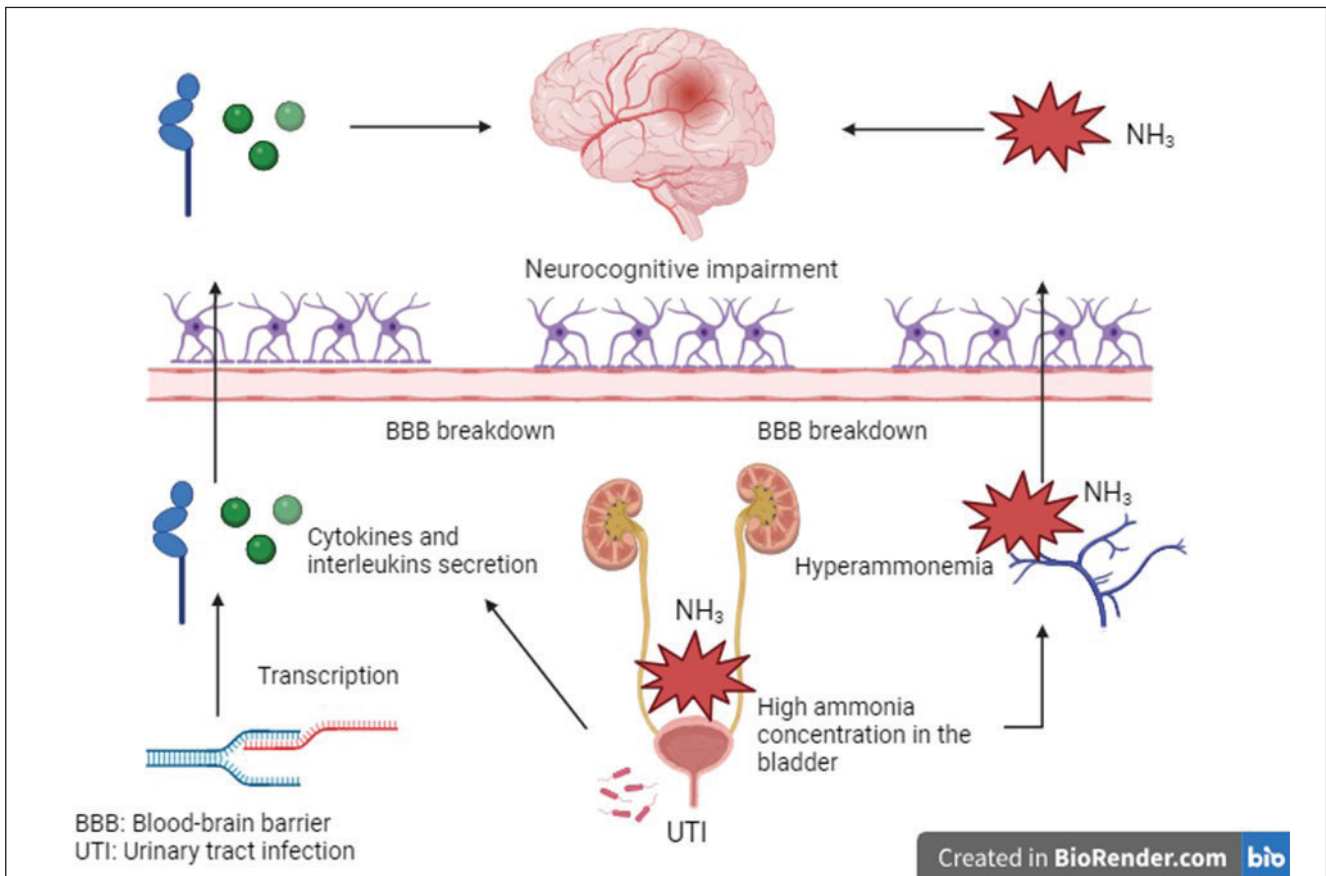 NH₃
Neurocognitive impairment
BBB breakdown
BBB breakdown
Cytokines and
interleukins secretion
NH₃
Hyperammonemia
NH₃
Transcription
High ammonia
concentration in the
bladder
UTI
BBB: Blood-brain barrier
UTI: Urinary tract infection
Created in BioRender.com bio